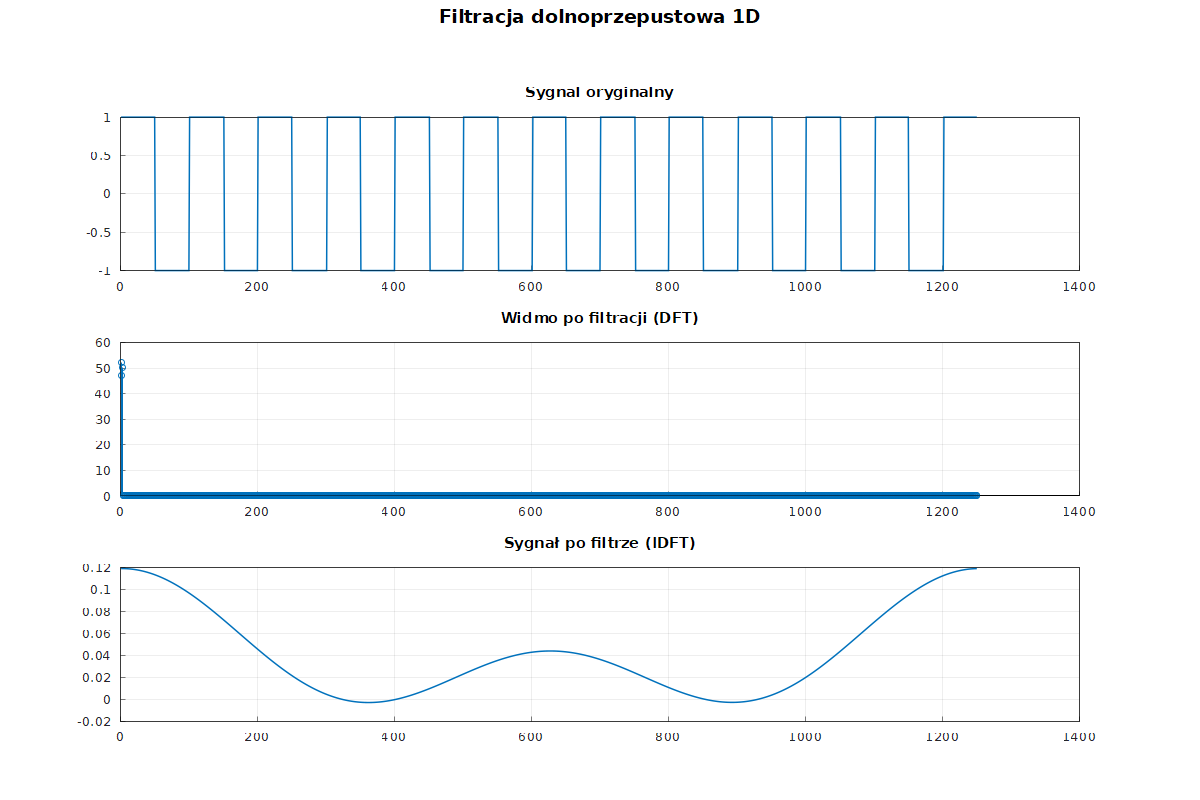 Filtracja dolnoprzepustowa 1D
Sygnal oryginalny
1
0.5
0
-0.5
-1
0 200 400 600 800 1000 1200 1400
Widmo po filtracji (DFT)
60
50
40
30
20
10
0
0 200 400 600 800 1000 1200 1400
Sygnał po filtrze (IDFT)
0.12
0.1
0.08
0.06
0.04
0.02
0
-0.02
0 200 400 600 800 1000 1200 1400